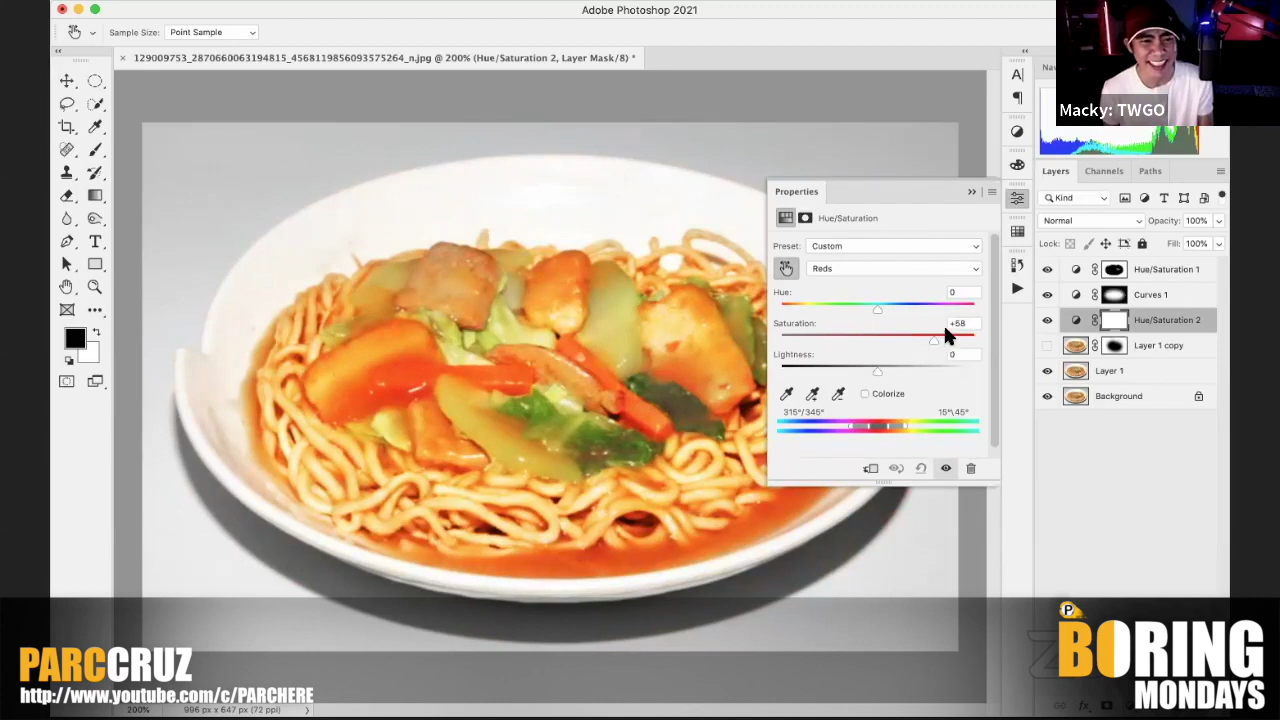 Adobe Photoshop 2021
Sample Size: Point Sample
129009753_2870660063194815_4568119856093575264_n.jpg @ 200% (Hue/Saturation 2, Layer Mask/8) *
Macky: TWGO
Properties
Hue/Saturation
Preset: Custom
Reds
Hue: 0
Saturation: +58
Lightness: 0
Colorize
315°/345° 15°\45°
Layers Channels Paths
Kind
Normal Opacity: 100%
Lock: Fill: 100%
Hue/Saturation 1
Curves 1
Hue/Saturation 2
Layer 1 copy
Layer 1
Background
PARCCRUZ
http://www.youtube.com/c/PARCHERE
200% 996 px x 647 px (72 ppi)
P
BORING
MONDAYS